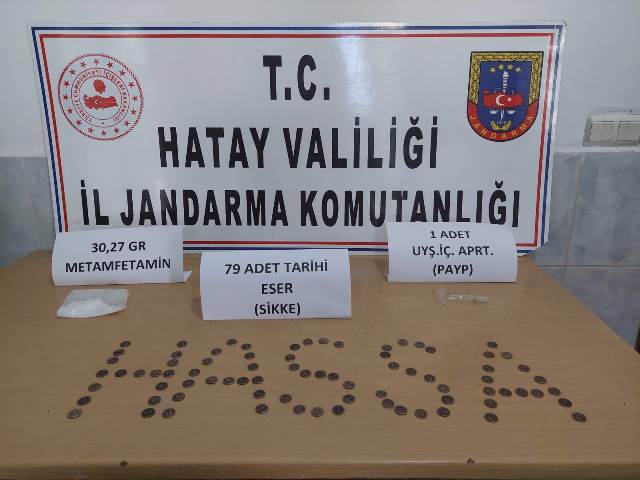 T.C.
HATAY VALİLİĞİ
İL JANDARMA KOMUTANLIĞI
JANDARMA
30,27 GR
METAMFETAMİN
79 ADET TARİHİ
ESER
(SİKKE)
1 ADET
UYŞ.İÇ. APRT.
(PAYP)
HASSA